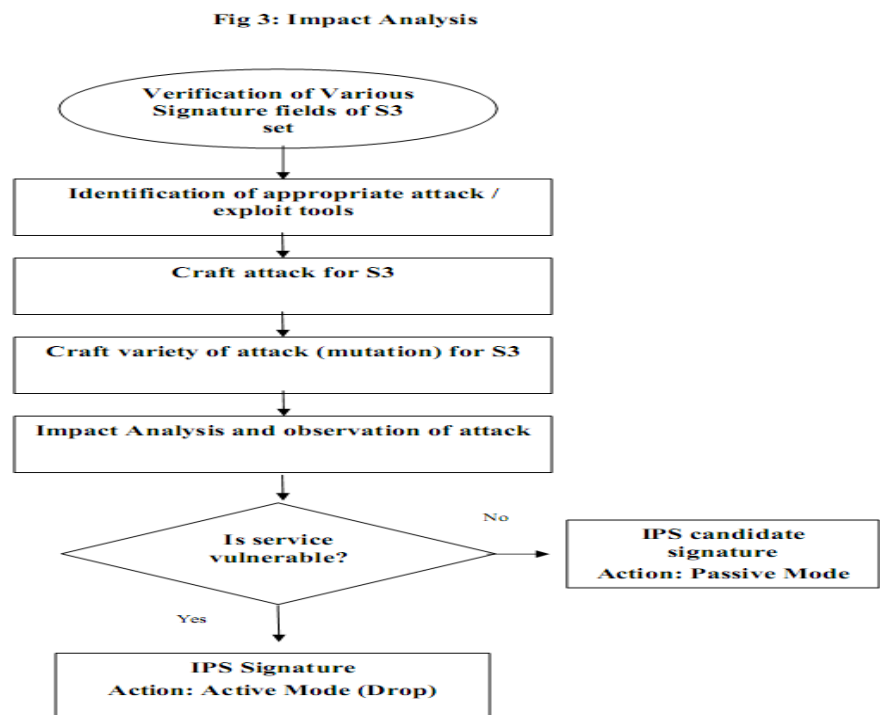 Fig 3: Impact Analysis
Verification of Various
Signature fields of S3
set
Identification of appropriate attack /
exploit tools
Craft attack for S3
Craft variety of attack (mutation) for S3
Impact Analysis and observation of attack
Is service
vulnerable?
No
IPS candidate
signature
Action: Passive Mode
Yes
IPS Signature
Action: Active Mode (Drop)